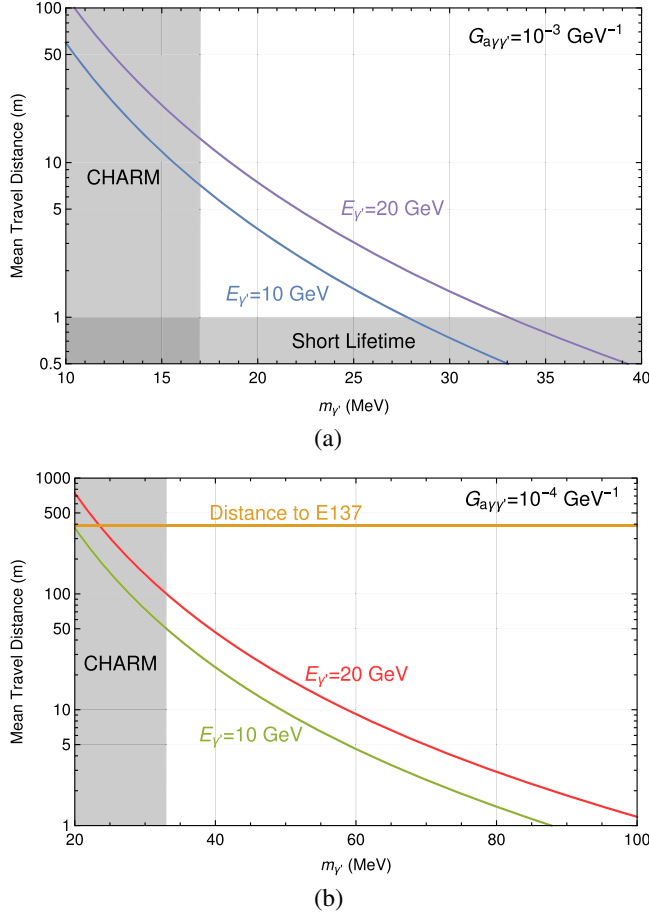 100
G_{aγγ'}=10^{-3} GeV^{-1}
Mean Travel Distance (m)
10
CHARM
5
E_{γ'}=20 GeV
E_{γ'}=10 GeV
1
Short Lifetime
0.5
10 15 20 25 30 35 40
m_{γ'} (MeV)
(a)
1000
G_{aγγ'}=10^{-4} GeV^{-1}
500
Distance to E137
Mean Travel Distance (m)
100
50
CHARM
E_{γ'}=20 GeV
10
E_{γ'}=10 GeV
5
1
20 40 60 80 100
m_{γ'} (MeV)
(b)